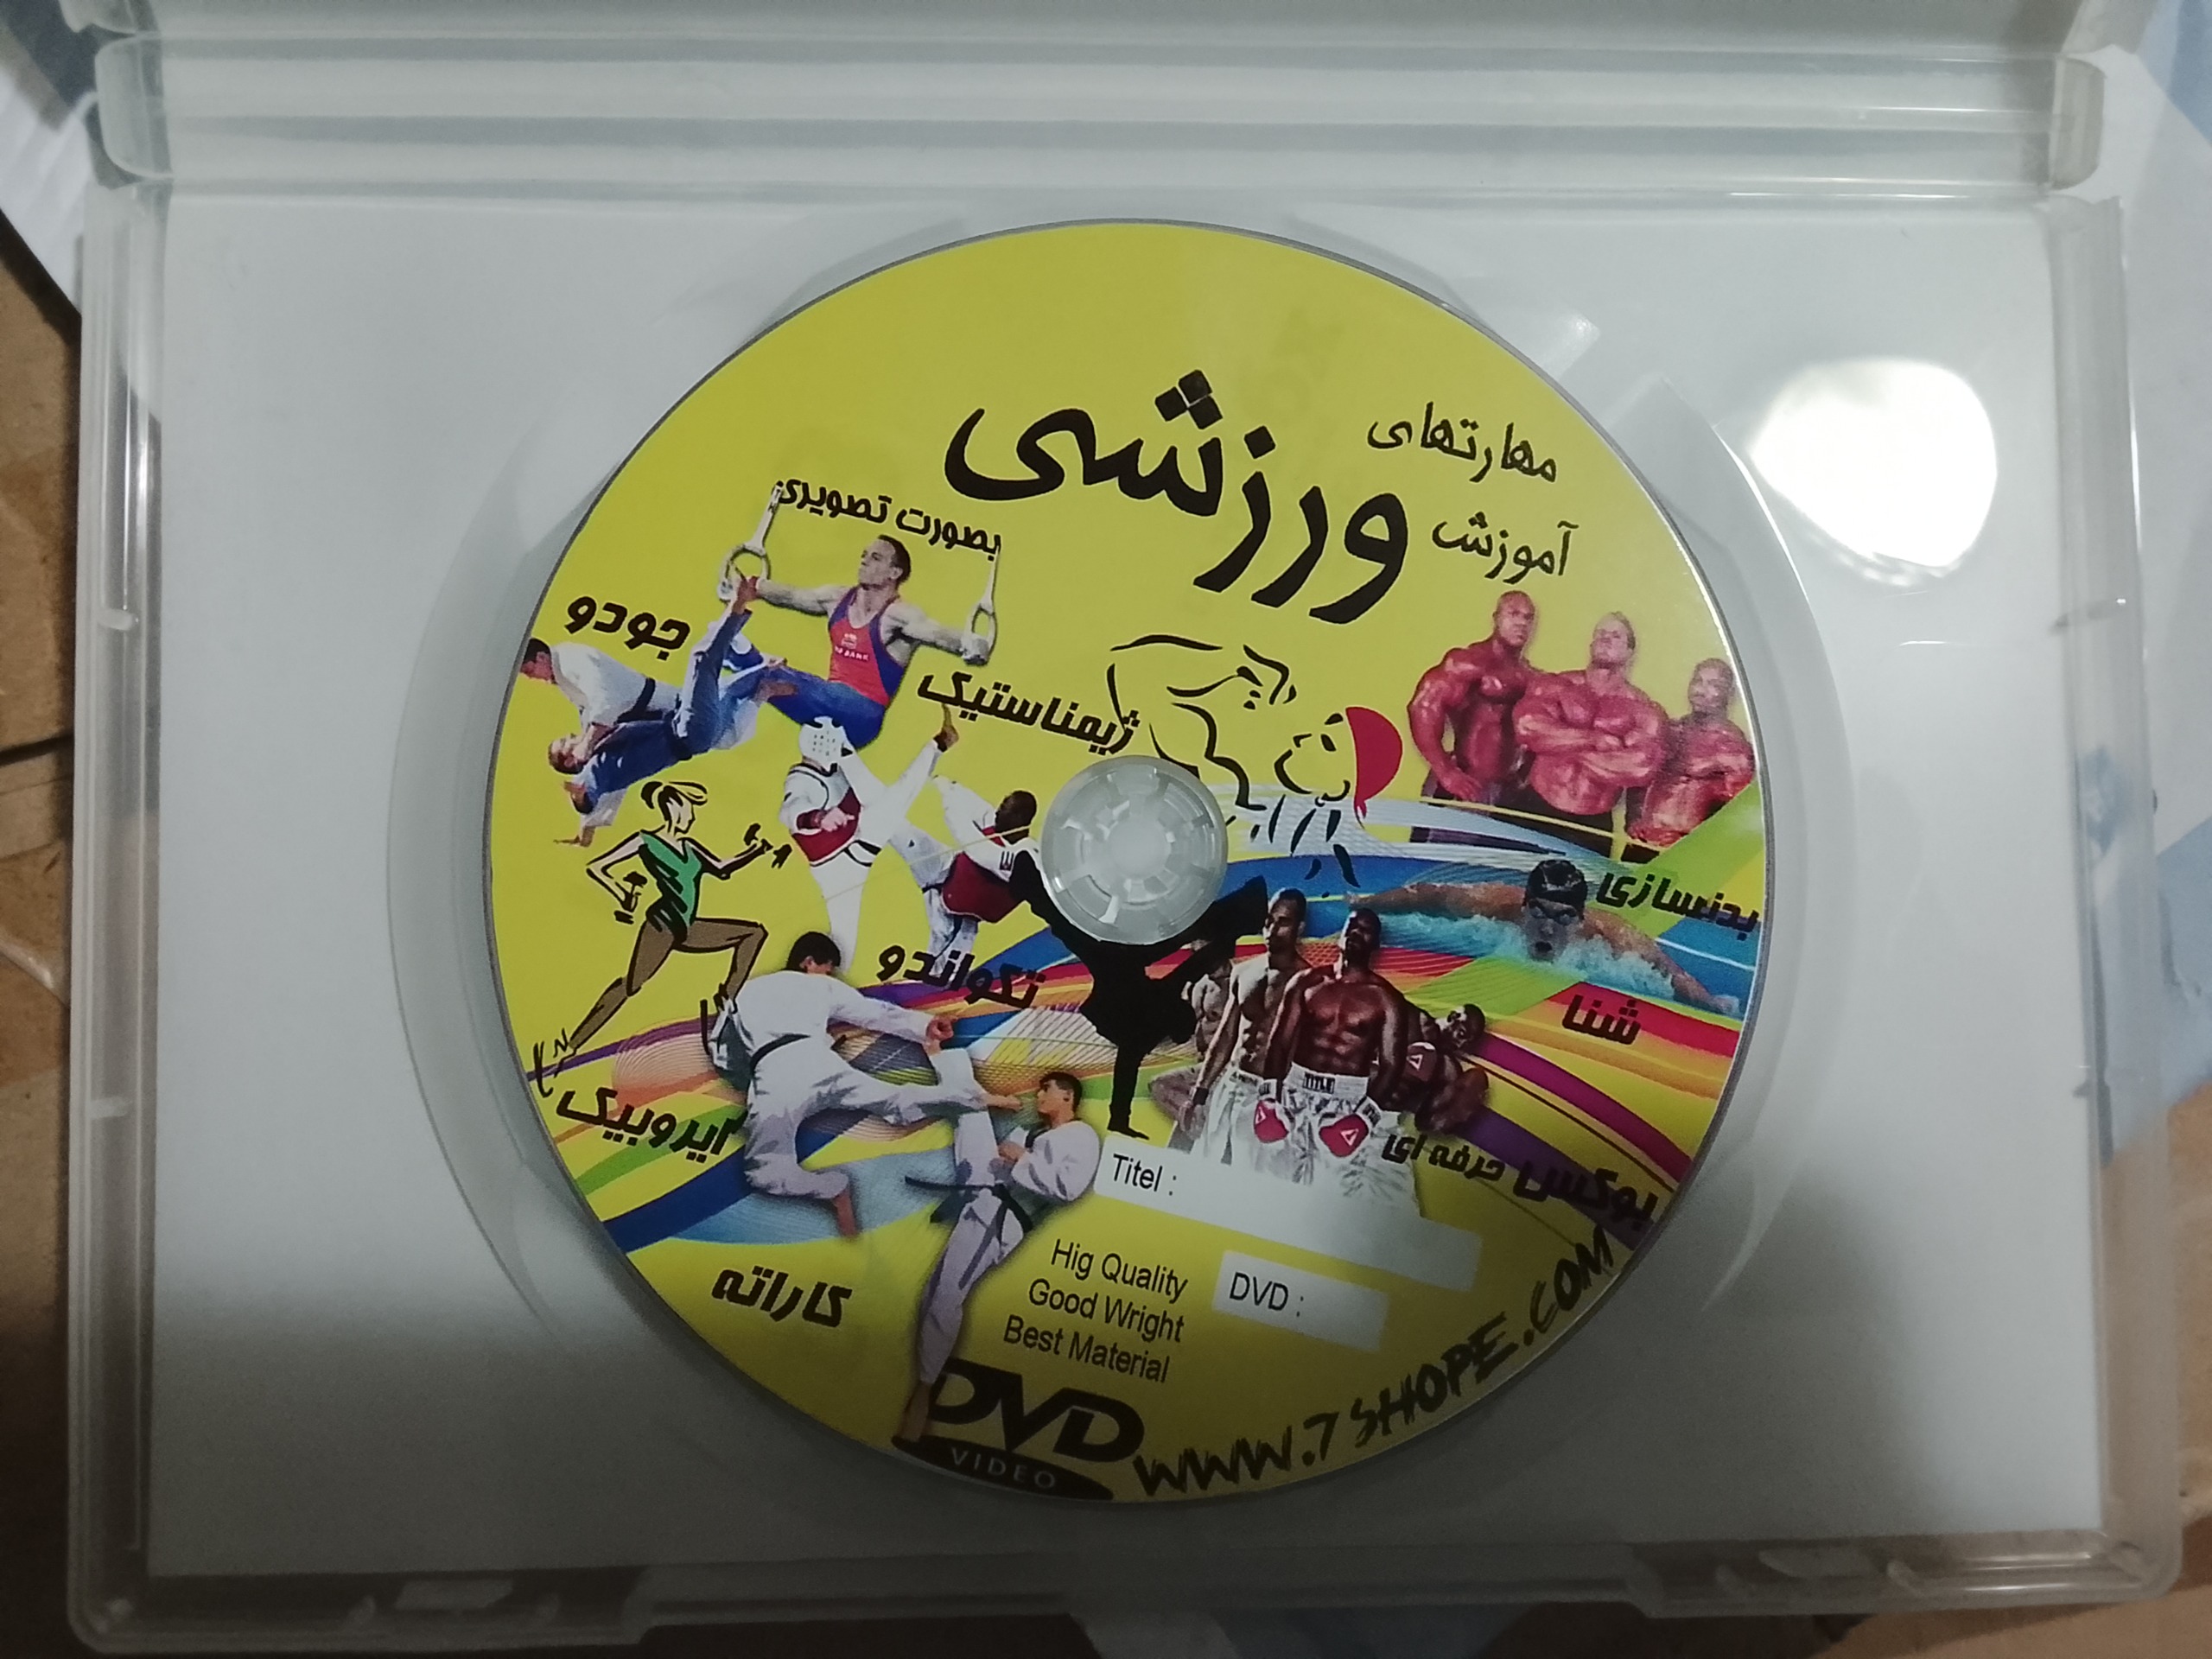 مهارتهای
آموزش ورزشی
بصورت تصویری
جودو
ژیمناستیک
بدنسازی
تکواندو
شنا
ایروبیک
بوکس حرفه ای
کاراته
Titel :
DVD :
Hig Quality
Good Wright
Best Material
DVD
VIDEO
WWW.7SHOPE.COM
TITLE